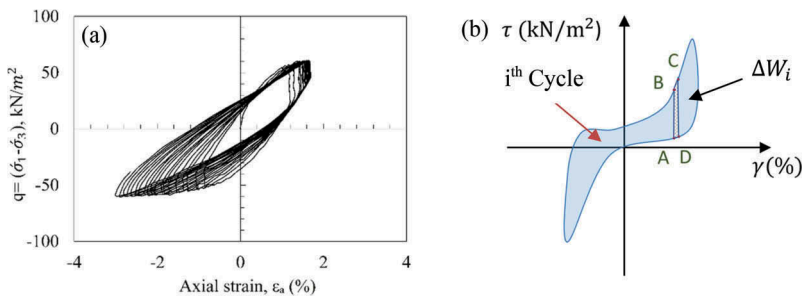 (a)
100
50
0
-50
-100
q= (σ́1-σ́3), kN/m²
-4
-2
0
2
4
Axial strain, εa (%)
(b)
τ (kN/m²)
C
B
ΔWi
ith Cycle
A
D
γ(%)